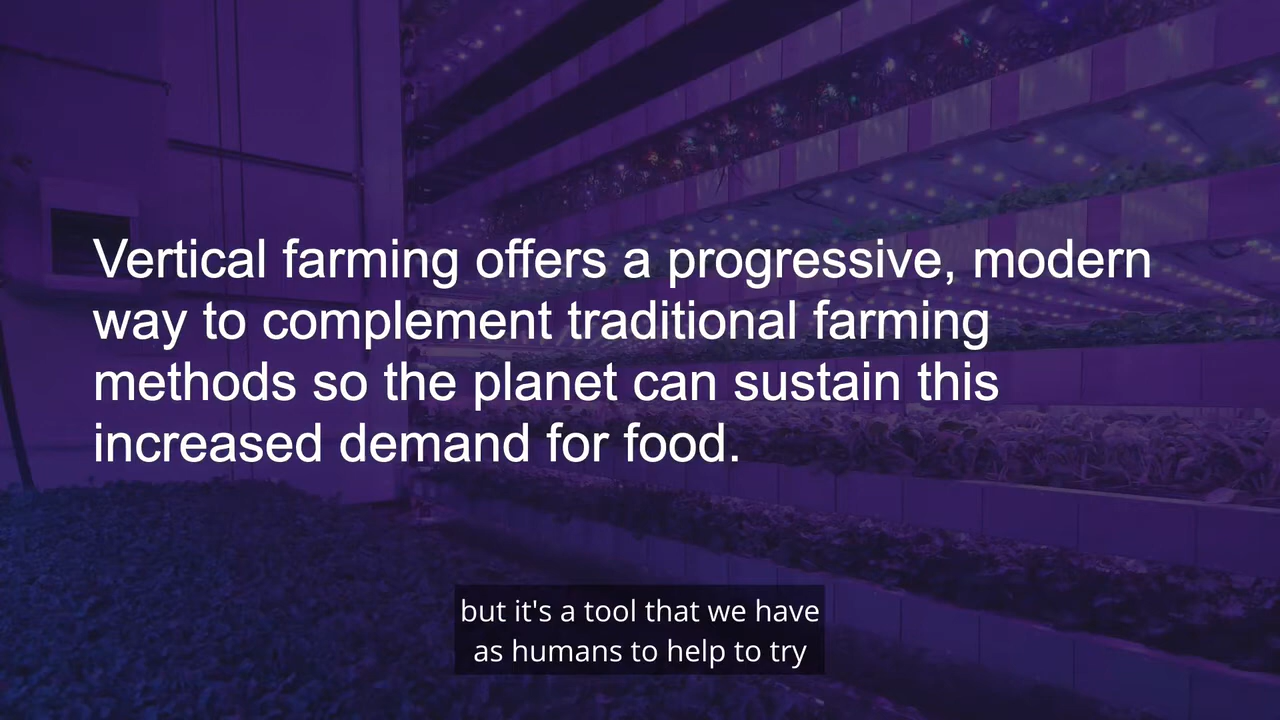 Vertical farming offers a progressive, modern
way to complement traditional farming
methods so the planet can sustain this
increased demand for food.
but it's a tool that we have
as humans to help to try